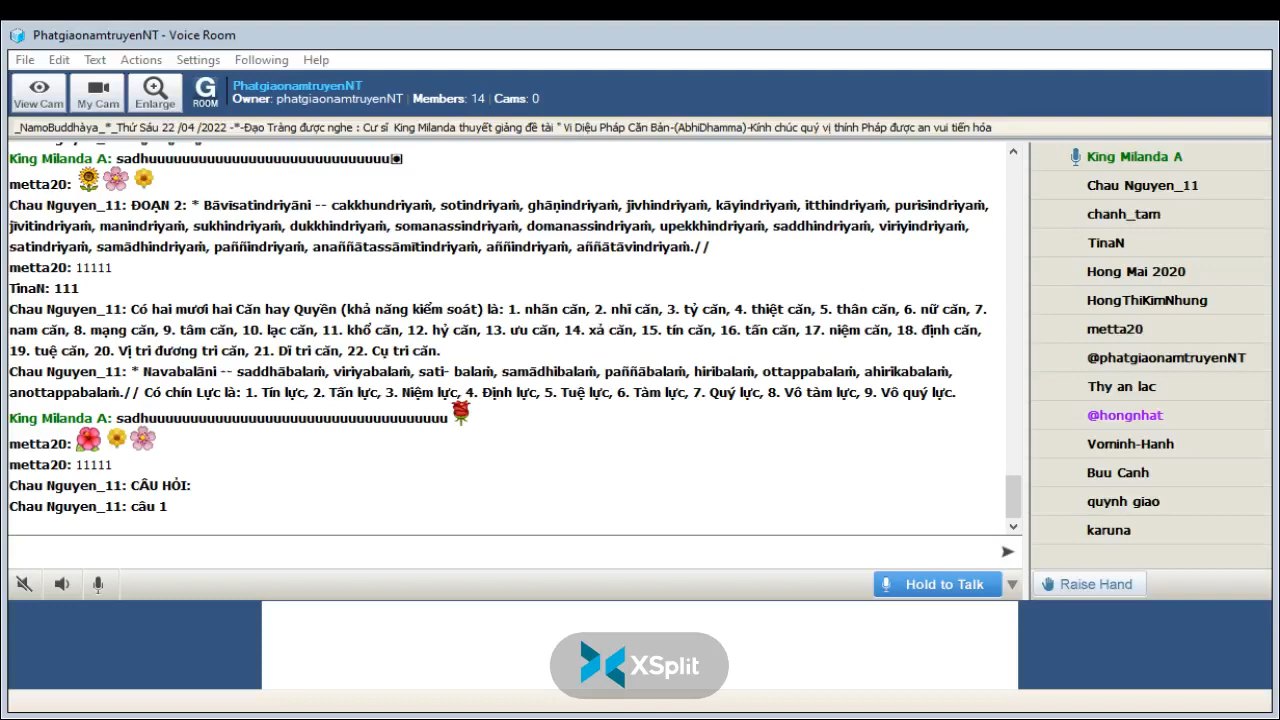 PhatgiaonamtruyenNT - Voice Room
File Edit Text Actions Settings Following Help
View Cam My Cam Enlarge G ROOM
PhatgiaonamtruyenNT
Owner: phatgiaonamtruyenNT | Members: 14 | Cams: 0
_NamoBuddhàya_*_Thứ Sáu 22 /04 /2022 -*-Đạo Tràng được nghe : Cư sĩ King Milanda thuyết giảng đề tài " Vi Diệu Pháp Căn Bản-(AbhiDhamma)-Kính chúc quý vị thính Pháp được an vui tiến hóa
King Milanda A: sadhuuuuuuuuuuuuuuuuuuuuuuuuuuuuu
metta20:
Chau Nguyen_11: ĐOẠN 2: * Bāvīsatindriyāni -- cakkhundriyaṁ, sotindriyaṁ, ghāṇindriyaṁ, jivhindriyaṁ, kāyindriyaṁ, itthindriyaṁ, purisindriyaṁ,
jīvitindriyaṁ, manindriyaṁ, sukhindriyaṁ, dukkhindriyaṁ, somanassindriyaṁ, domanassindriyaṁ, upekkhindriyaṁ, saddhindriyaṁ, viriyindriyaṁ,
satindriyaṁ, samādhindriyaṁ, paññindriyaṁ, anaññātassāmītindriyaṁ, aññindriyaṁ, aññātāvindriyaṁ.//
metta20: 11111
TinaN: 111
Chau Nguyen_11: Có hai mươi hai Căn hay Quyền (khả năng kiểm soát) là: 1. nhãn căn, 2. nhĩ căn, 3. tỷ căn, 4. thiệt căn, 5. thân căn, 6. nữ căn, 7.
nam căn, 8. mạng căn, 9. tâm căn, 10. lạc căn, 11. khổ căn, 12. hỷ căn, 13. ưu căn, 14. xả căn, 15. tín căn, 16. tấn căn, 17. niệm căn, 18. định căn,
19. tuệ căn, 20. Vị tri đương tri căn, 21. Dĩ tri căn, 22. Cụ tri căn.
Chau Nguyen_11: * Navabalāni -- saddhābalaṁ, viriyabalaṁ, sati- balaṁ, samādhibalaṁ, paññābalaṁ, hiribalaṁ, ottappabalaṁ, ahirikabalaṁ,
anottappabalaṁ.// Có chín Lực là: 1. Tín lực, 2. Tấn lực, 3. Niệm lực, 4. Định lực, 5. Tuệ lực, 6. Tàm lực, 7. Quý lực, 8. Vô tàm lực, 9. Vô quý lực.
King Milanda A: sadhuuuuuuuuuuuuuuuuuuuuuuuuuuuuuuuuuuuu
metta20:
metta20: 11111
Chau Nguyen_11: CÂU HỎI:
Chau Nguyen_11: câu 1
King Milanda A
Chau Nguyen_11
chanh_tam
TinaN
Hong Mai 2020
HongThiKimNhung
metta20
@phatgiaonamtruyenNT
Thy an lac
@hongnhat
Vominh-Hanh
Buu Canh
quynh giao
karuna
Hold to Talk
Raise Hand
XSplit